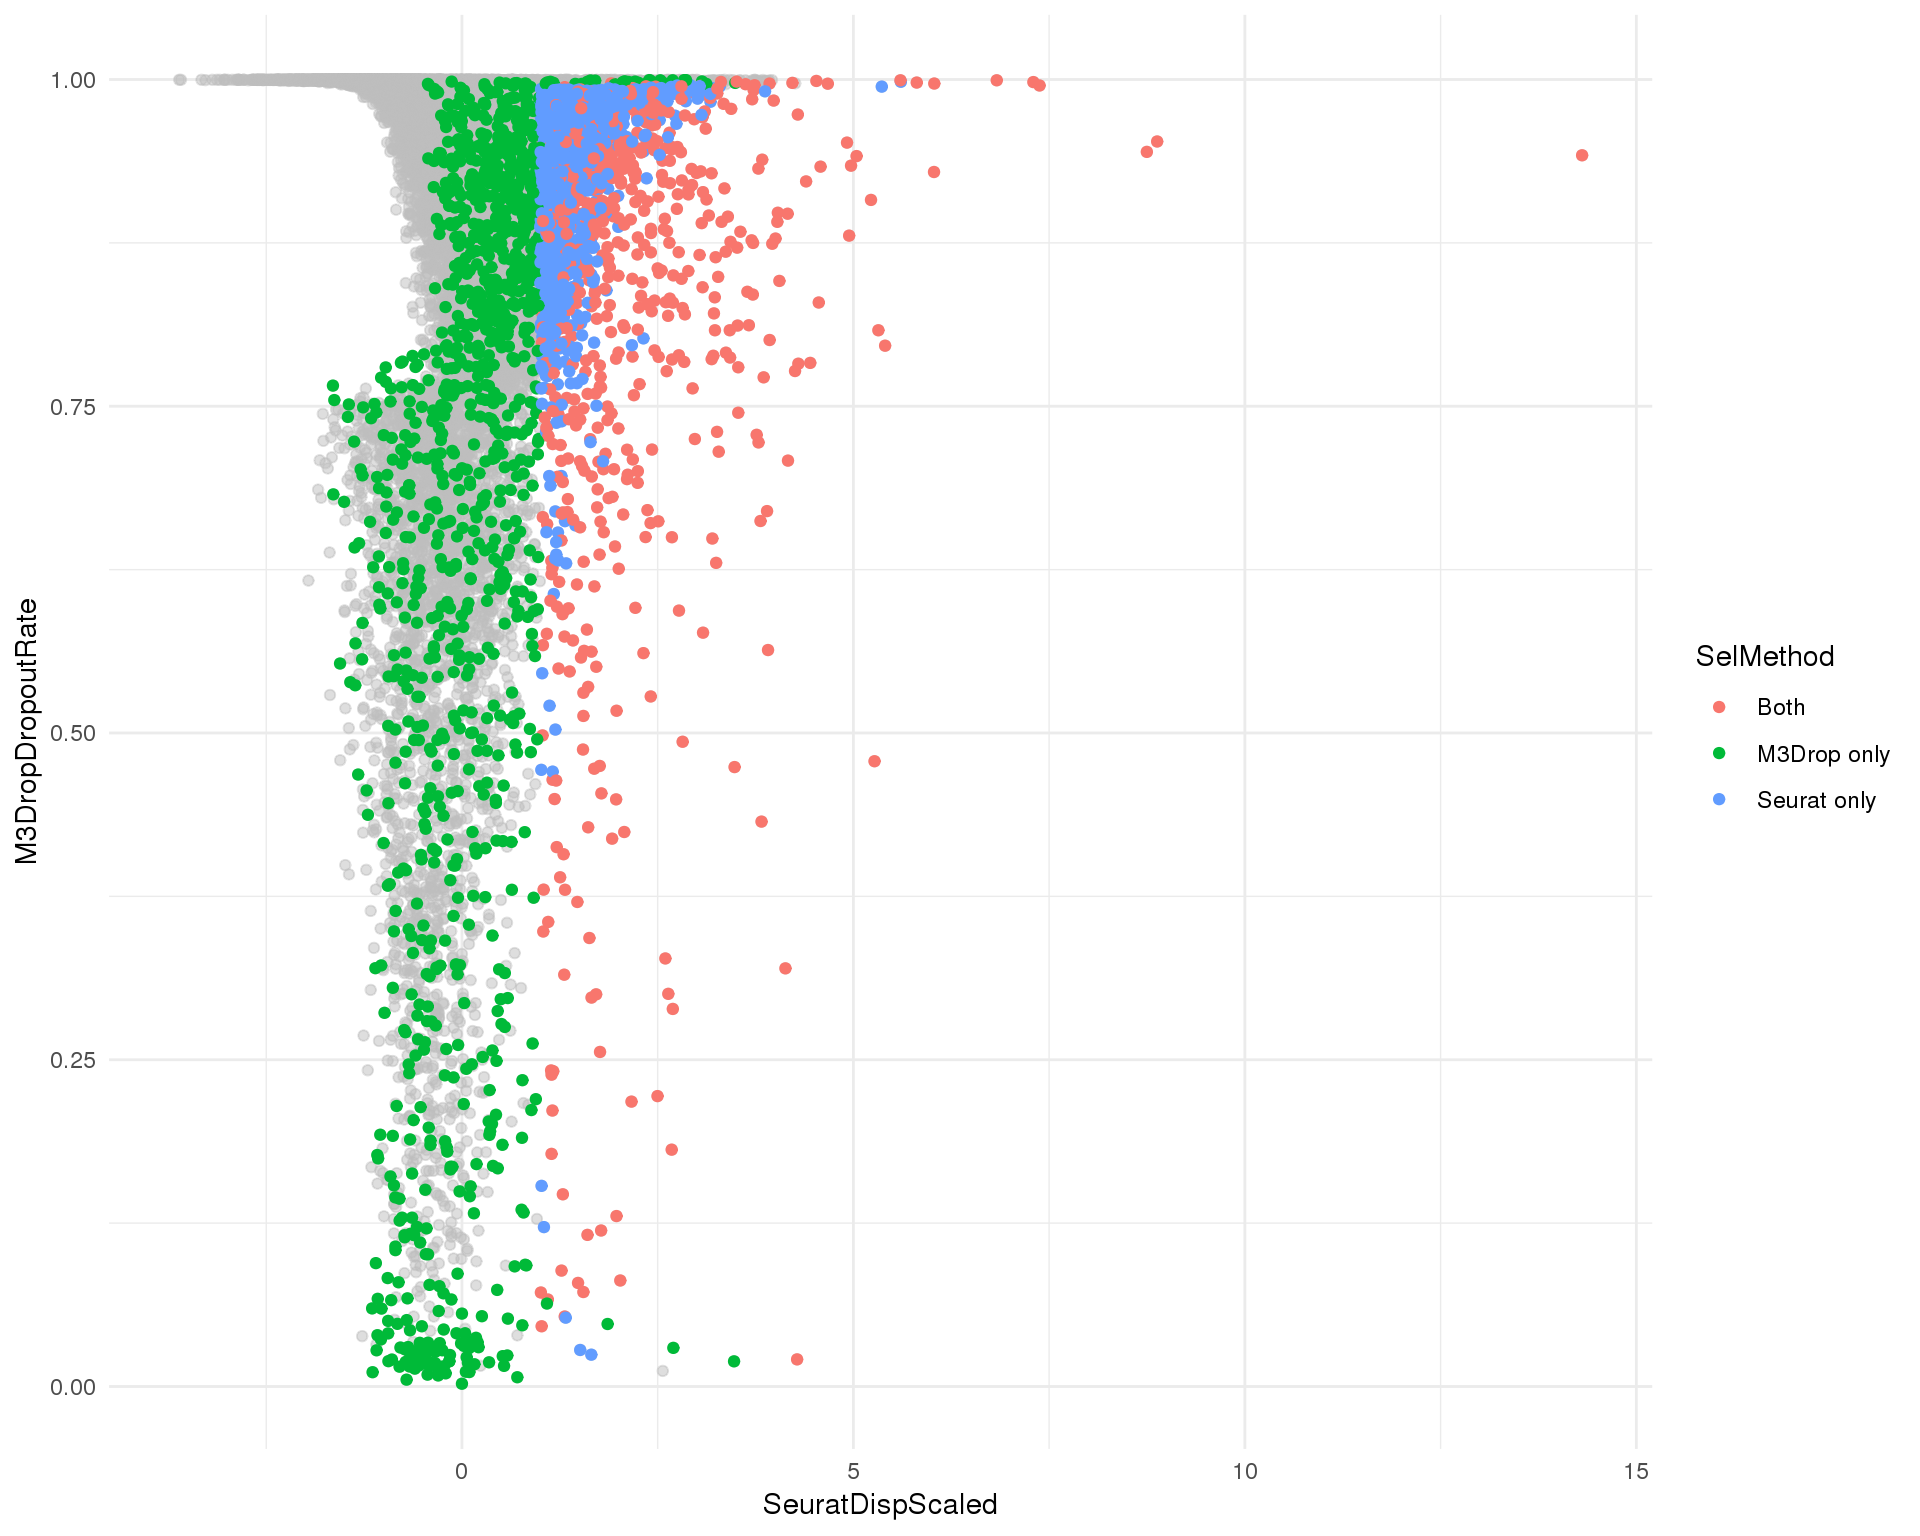 1.00
0.75
0.50
0.25
0.00
M3DropDropoutRate
0
5
10
15
SeuratDispScaled
SelMethod
Both
M3Drop only
Seurat only